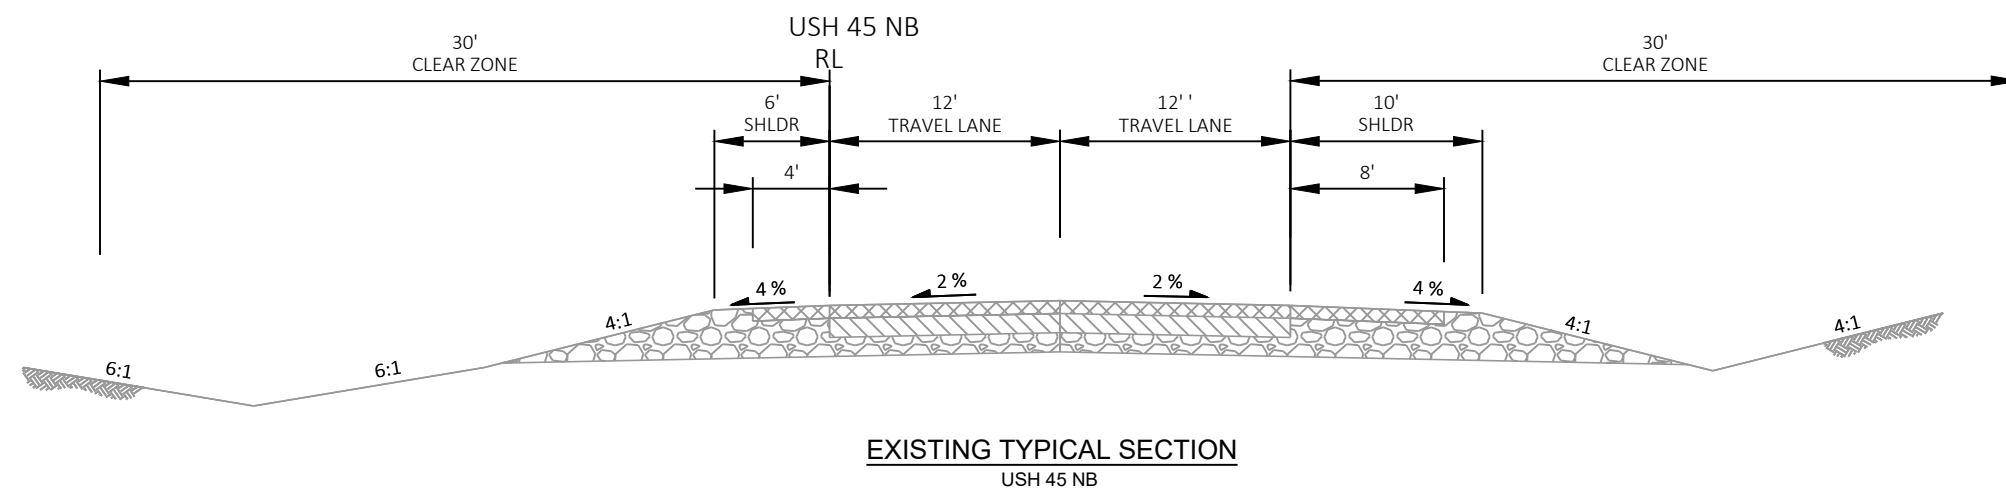 USH 45 NB
RL
30'
CLEAR ZONE
30'
CLEAR ZONE
6'
SHLDR
12'
TRAVEL LANE
12' '
TRAVEL LANE
10'
SHLDR
4'
8'
4 %
2 %
2 %
4 %
4:1
4:1
4:1
6:1
6:1
EXISTING TYPICAL SECTION
USH 45 NB